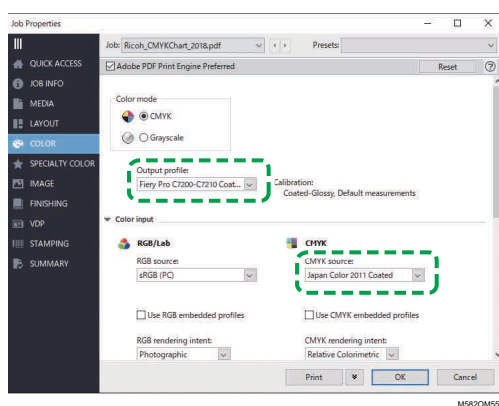 Job Properties
Job: Ricoh_CMYKChart_2018.pdf
Presets:
QUICK ACCESS
JOB INFO
MEDIA
LAYOUT
COLOR
SPECIALTY COLOR
IMAGE
FINISHING
VDP
STAMPING
SUMMARY
Adobe PDF Print Engine Preferred
Reset
Color mode
CMYK
Grayscale
Output profile:
Fiery Pro C7200-C7210 Coat...
Calibration:
Coated-Glossy, Default measurements
Color input
RGB/Lab
RGB source:
sRGB (PC)
Use RGB embedded profiles
RGB rendering intent:
Photographic
CMYK
CMYK source:
Japan Color 2011 Coated
Use CMYK embedded profiles
CMYK rendering intent:
Relative Colorimetric
Print
OK
Cancel
M582OM55